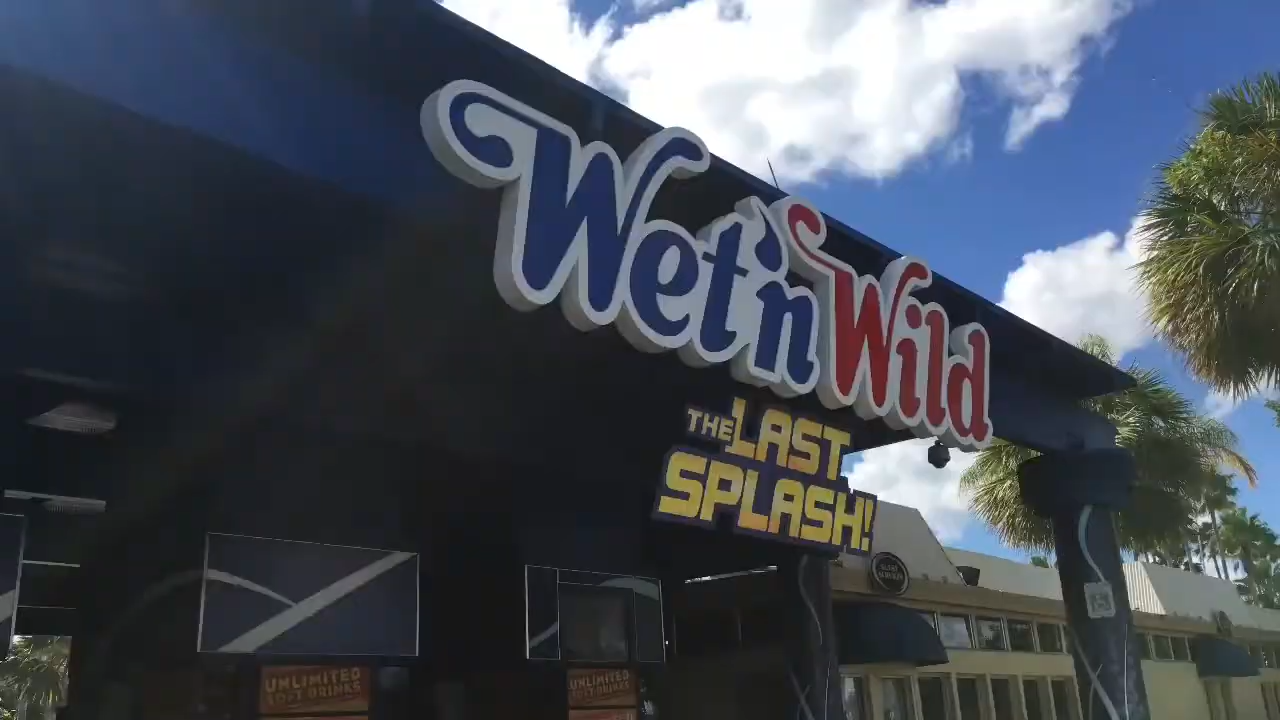 Wet'n Wild
THE LAST
SPLASH!
UNLIMITED
SOFT DRINKS
UNLIMITED
SOFT DRINKS